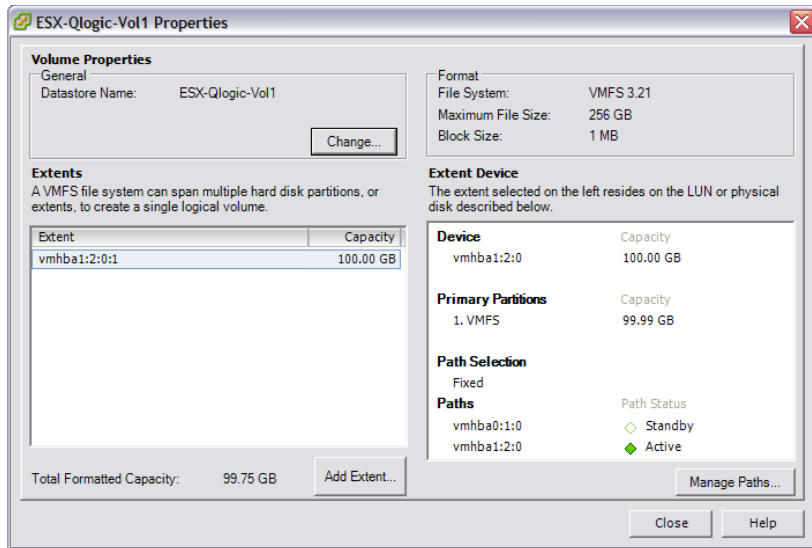 ESX-Qlogic-Vol1 Properties
Volume Properties
General
Datastore Name: ESX-Qlogic-Vol1
Change...
Format
File System: VMFS 3.21
Maximum File Size: 256 GB
Block Size: 1 MB
Extents
A VMFS file system can span multiple hard disk partitions, or
extents, to create a single logical volume.
Extent Capacity
vmhba1:2:0:1 100.00 GB
Total Formatted Capacity: 99.75 GB
Add Extent...
Extent Device
The extent selected on the left resides on the LUN or physical
disk described below.
Device Capacity
vmhba1:2:0 100.00 GB
Primary Partitions Capacity
1. VMFS 99.99 GB
Path Selection
Fixed
Paths Path Status
vmhba0:1:0 Standby
vmhba1:2:0 Active
Manage Paths...
Close Help